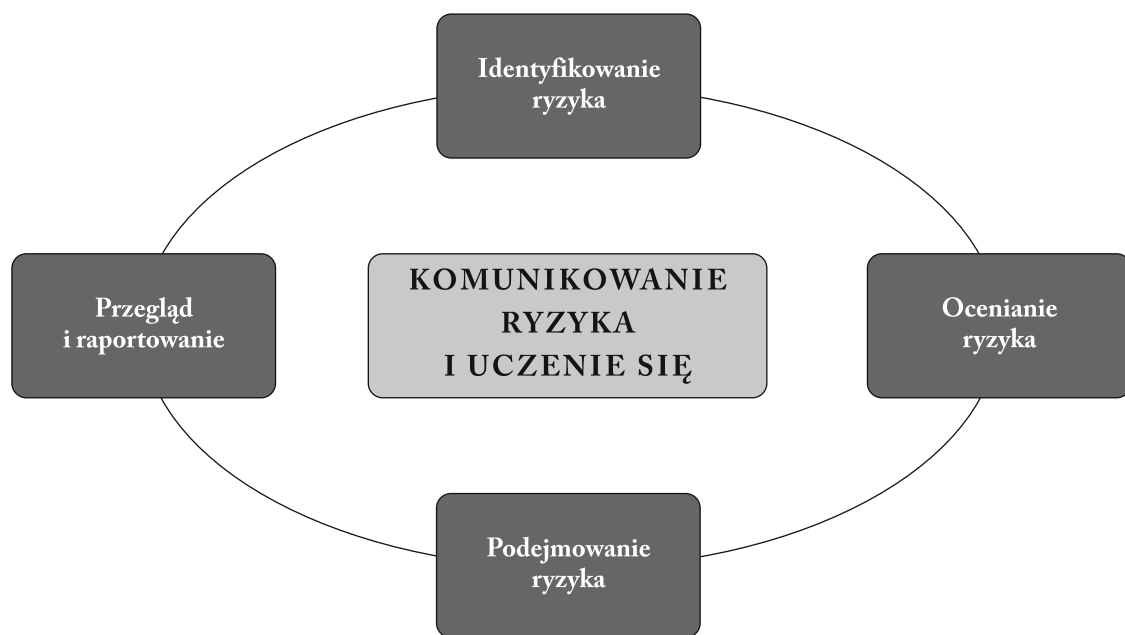 Identyfikowanie
ryzyka
Przegląd
i raportowanie
KOMUNIKOWANIE
RYZYKA
I UCZENIE SIĘ
Ocenianie
ryzyka
Podejmowanie
ryzyka